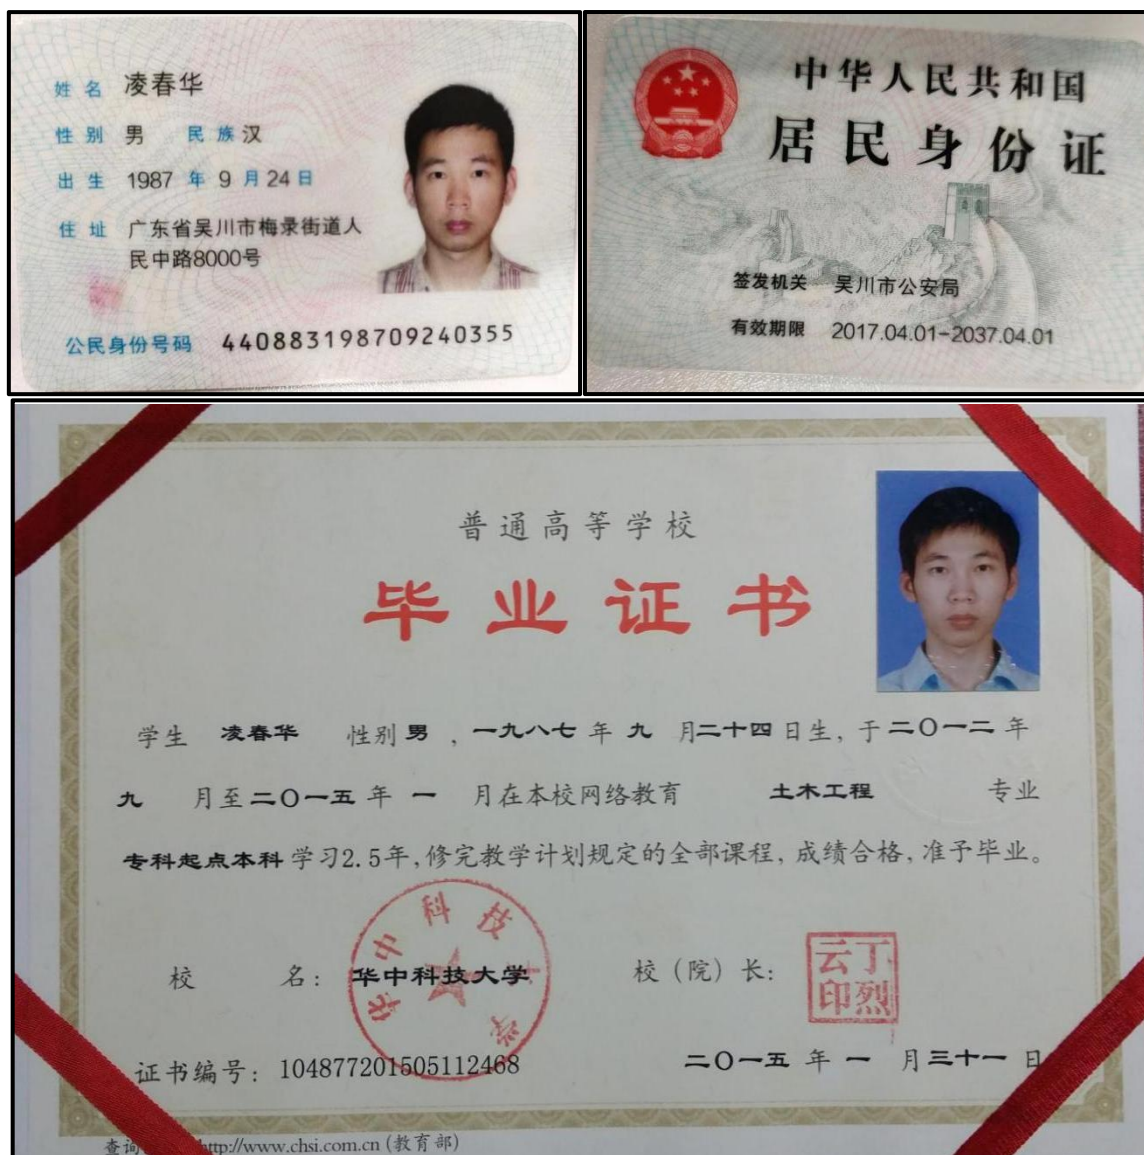 姓名 凌春华
性别 男 民族 汉
出生 1987 年 9 月 24 日
住址 广东省吴川市梅录街道人
民中路8000号
公民身份号码 440883198709240355
中华人民共和国
居民身份证
签发机关 吴川市公安局
有效期限 2017.04.01-2037.04.01
普通高等学校
毕业证书
学生 凌春华 性别 男 , 一九八七 年 九 月 二十四 日生, 于 二〇一二 年
九 月至 二〇一五 年 一 月在本校网络教育 土木工程 专业
专科起点本科 学习2.5年, 修完教学计划规定的全部课程, 成绩合格, 准予毕业。
华中科技大学
校 名: 华中科技大学 校(院)长: 丁烈云印
证书编号: 104877201505112468 二〇一五 年 一 月 三十一 日
查询 http://www.chsi.com.cn (教育部)